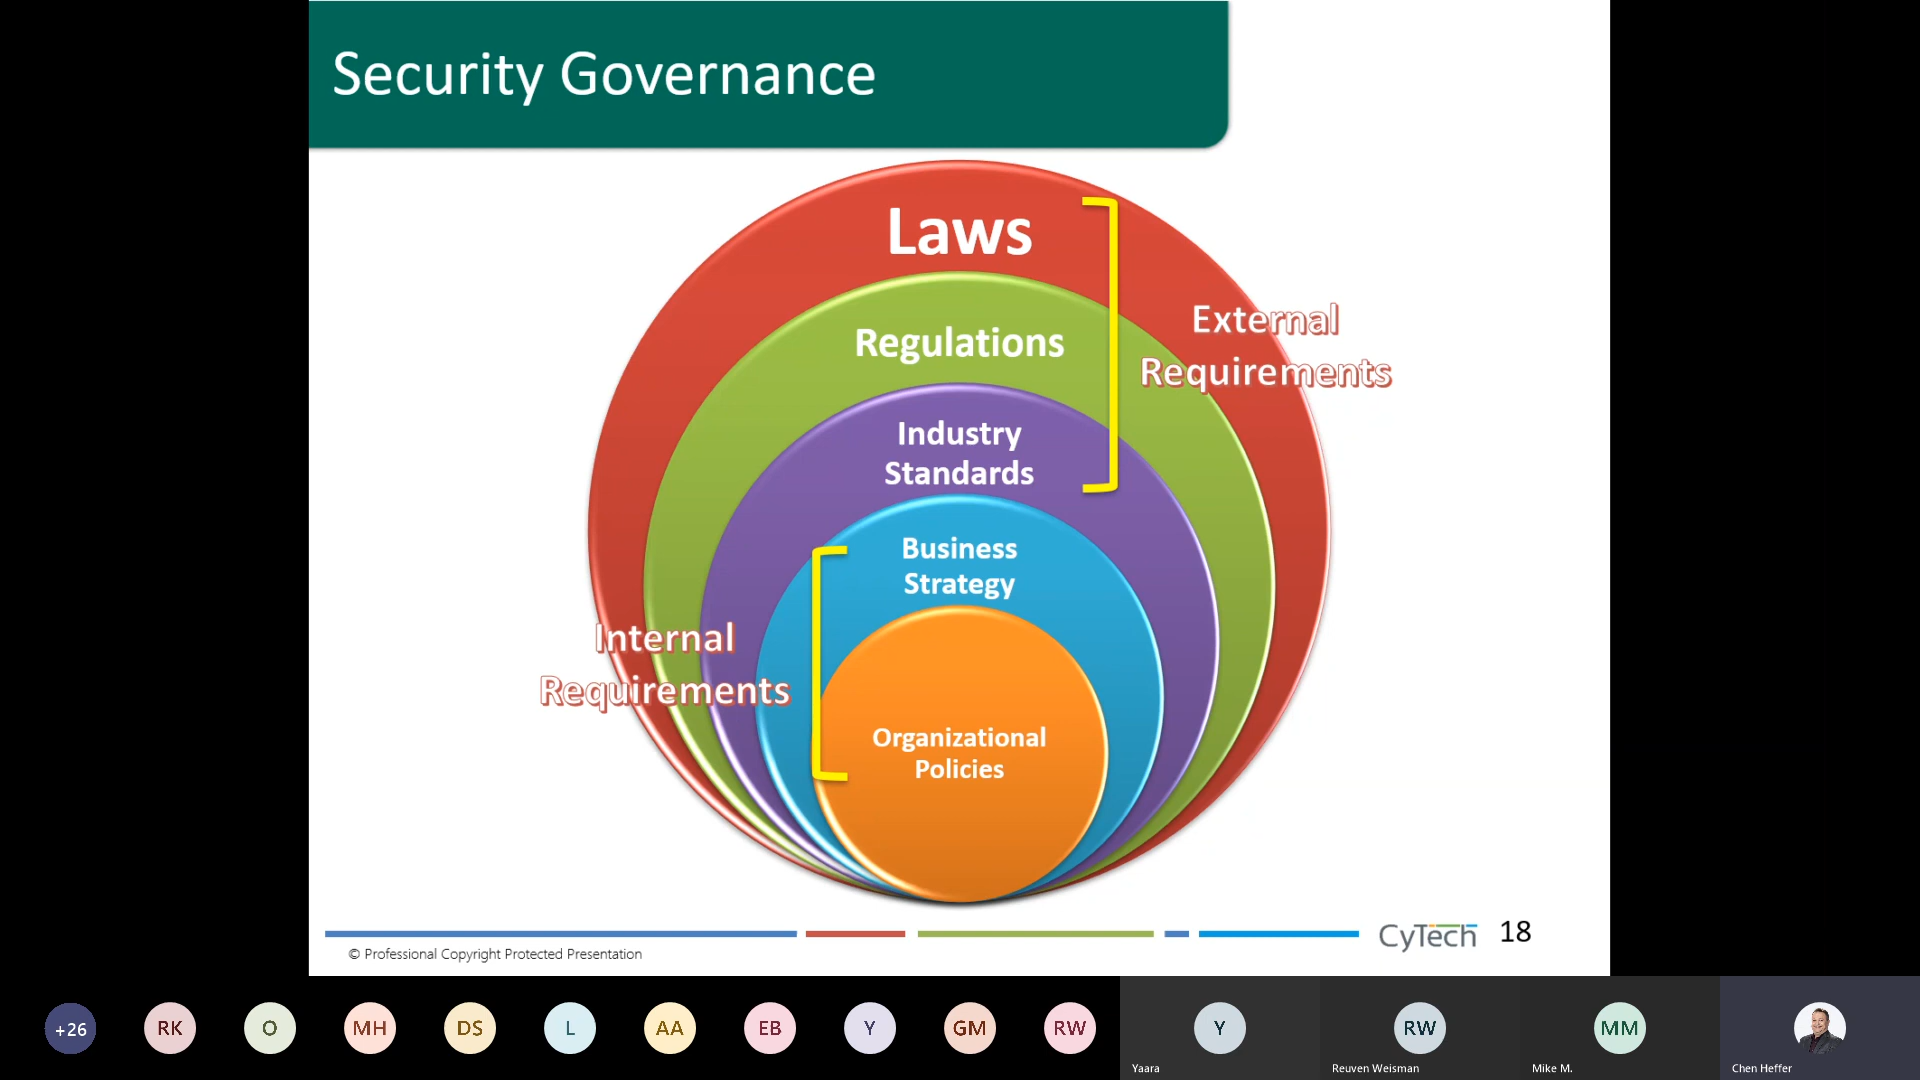 Security Governance
Laws
Regulations
External
Requirements
Industry
Standards
Business
Strategy
Internal
Requirements
Organizational
Policies
© Professional Copyright Protected Presentation
CyTech
18
+26
RK
O
MH
DS
L
AA
EB
Y
GM
RW
Y
Yaara
RW
Reuven Weisman
MM
Mike M.
Chen Heffer